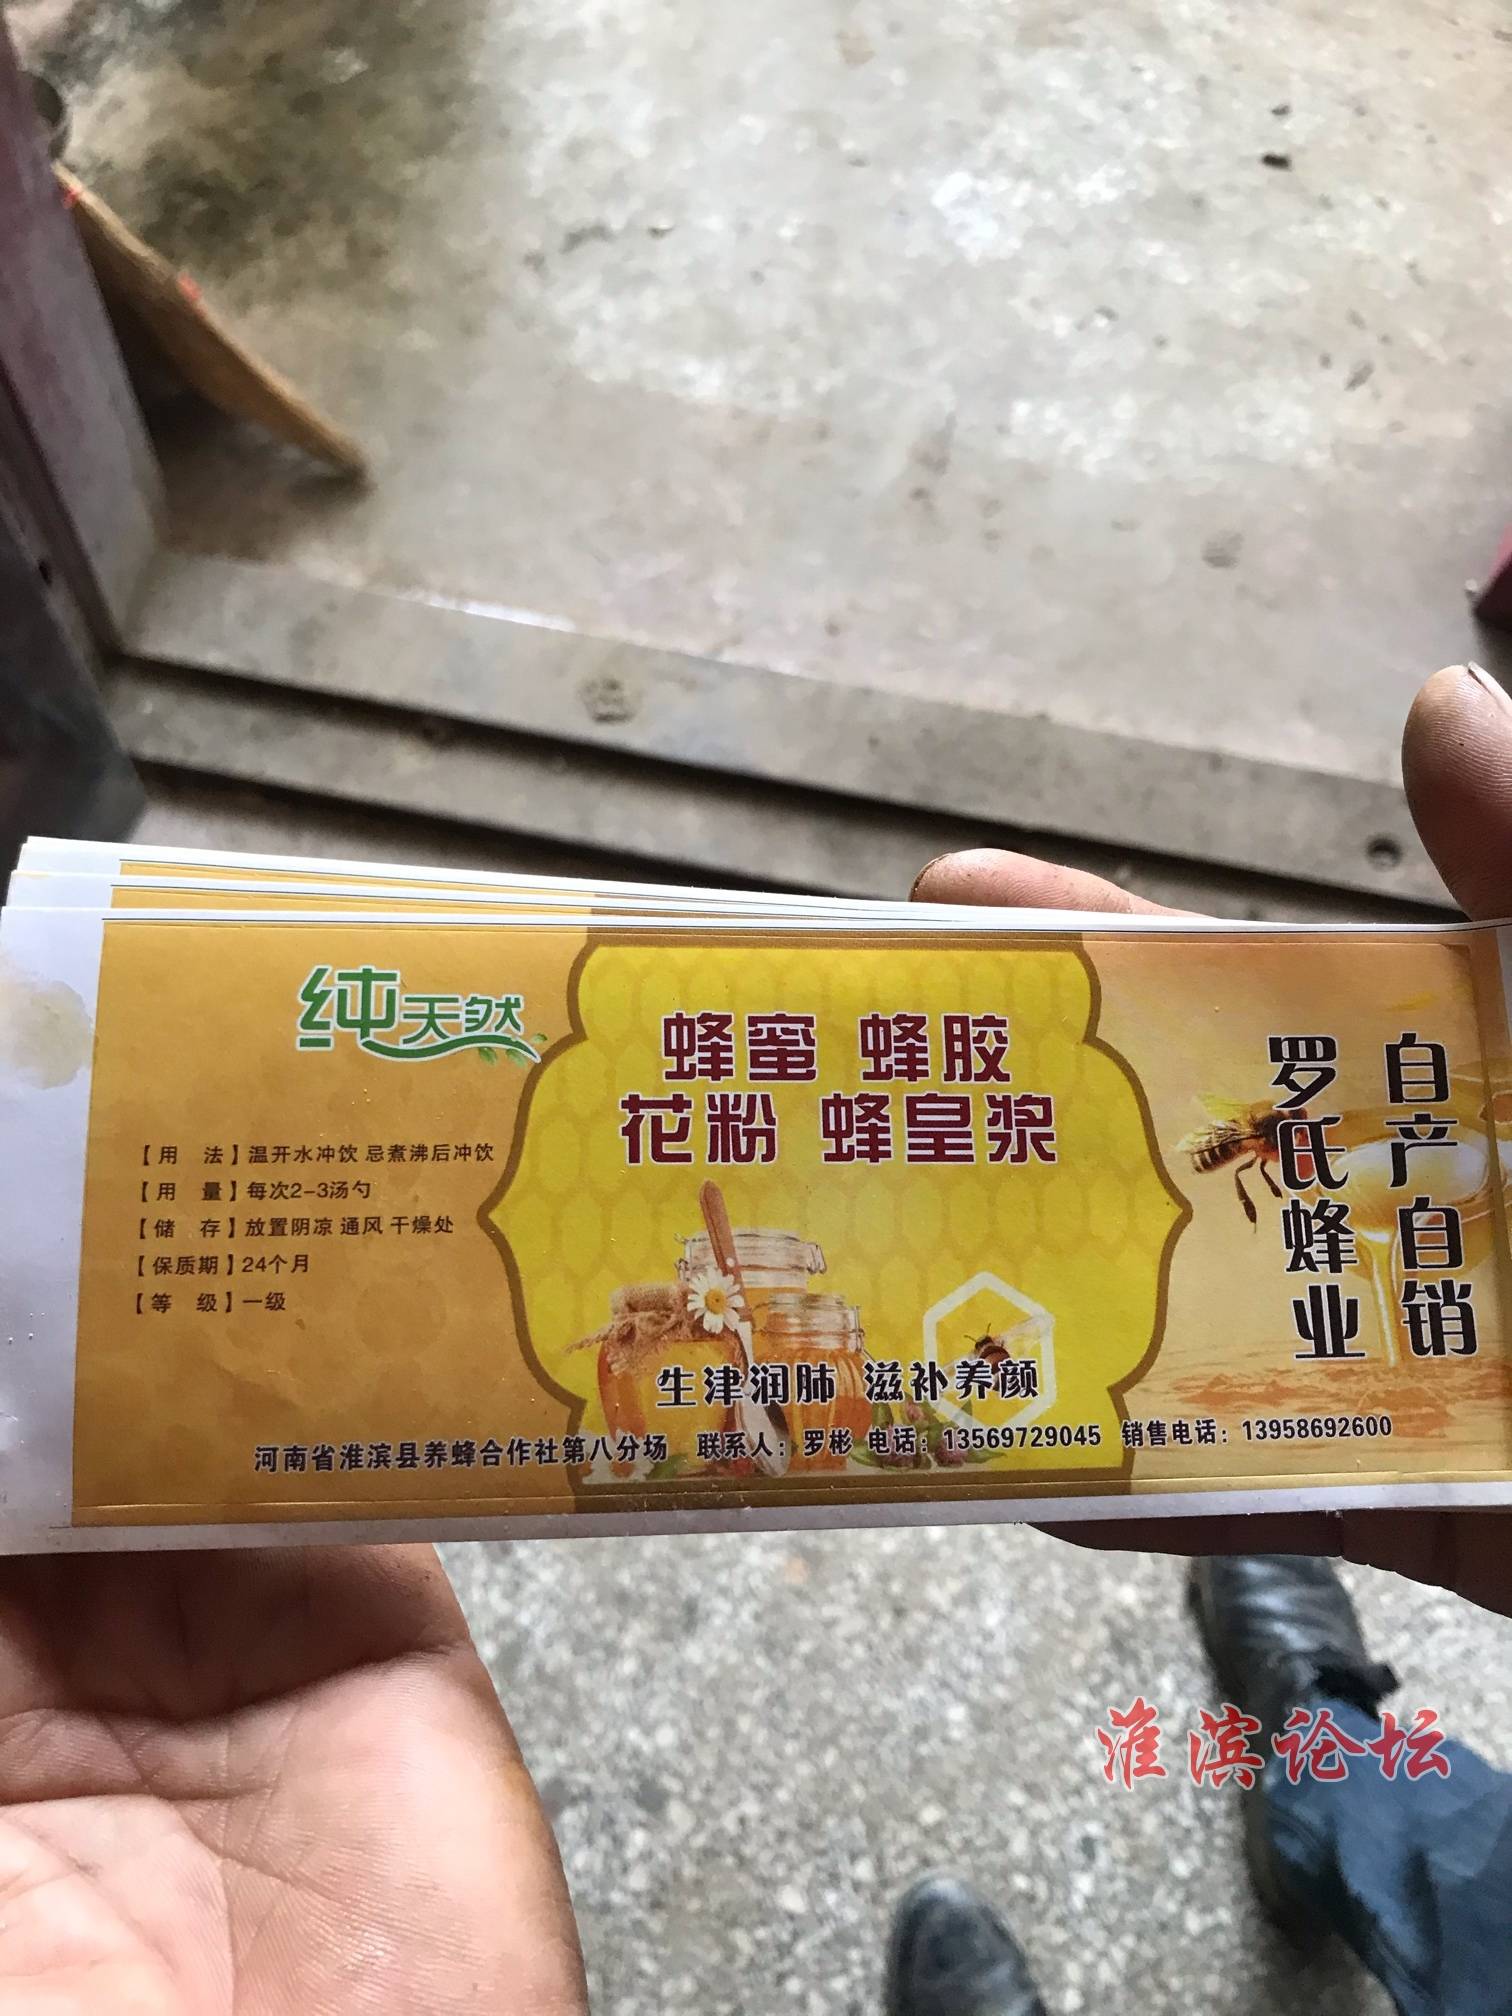 纯天然
【用 法】温开水冲饮 忌煮沸后冲饮
【用 量】每次2-3汤勺
【储 存】放置阴凉 通风 干燥处
【保质期】24个月
【等 级】一级
蜂蜜 蜂胶
花粉 蜂皇浆
生津润肺 滋补养颜
自产自销
罗氏蜂业
河南省淮滨县养蜂合作社第八分场 联系人：罗彬 电话：13569729045 销售电话：13958692600
淮滨论坛